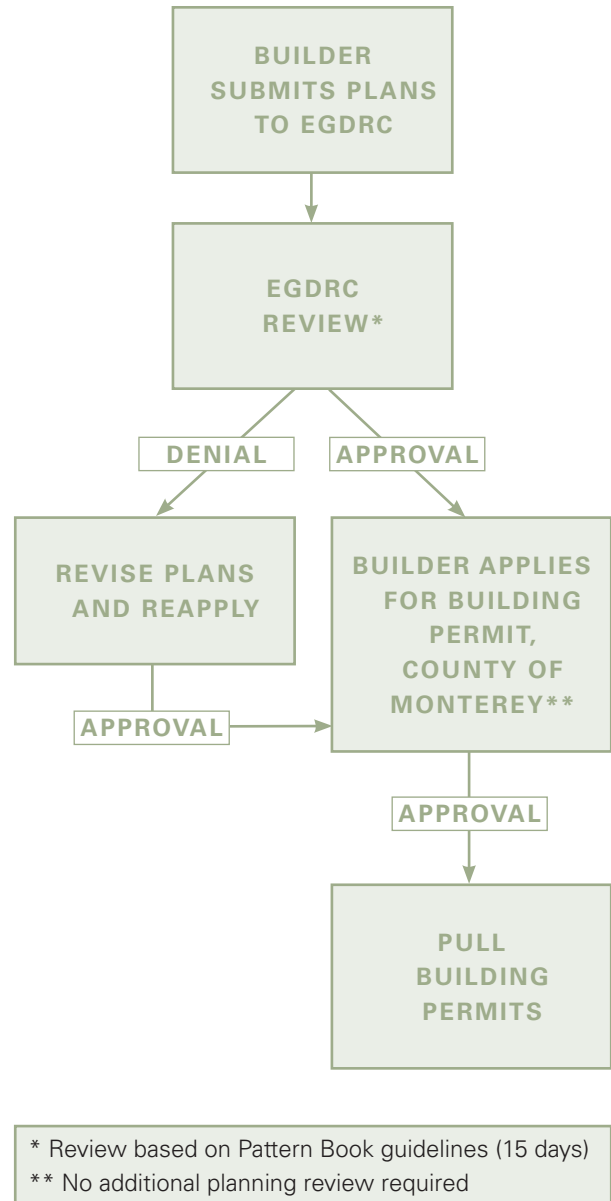 BUILDER
SUBMITS PLANS
TO EGDRC
EGDRC
REVIEW*
DENIAL
APPROVAL
REVISE PLANS
AND REAPPLY
BUILDER APPLIES
FOR BUILDING
PERMIT,
COUNTY OF
MONTEREY**
APPROVAL
APPROVAL
PULL
BUILDING
PERMITS
* Review based on Pattern Book guidelines (15 days)
** No additional planning review required